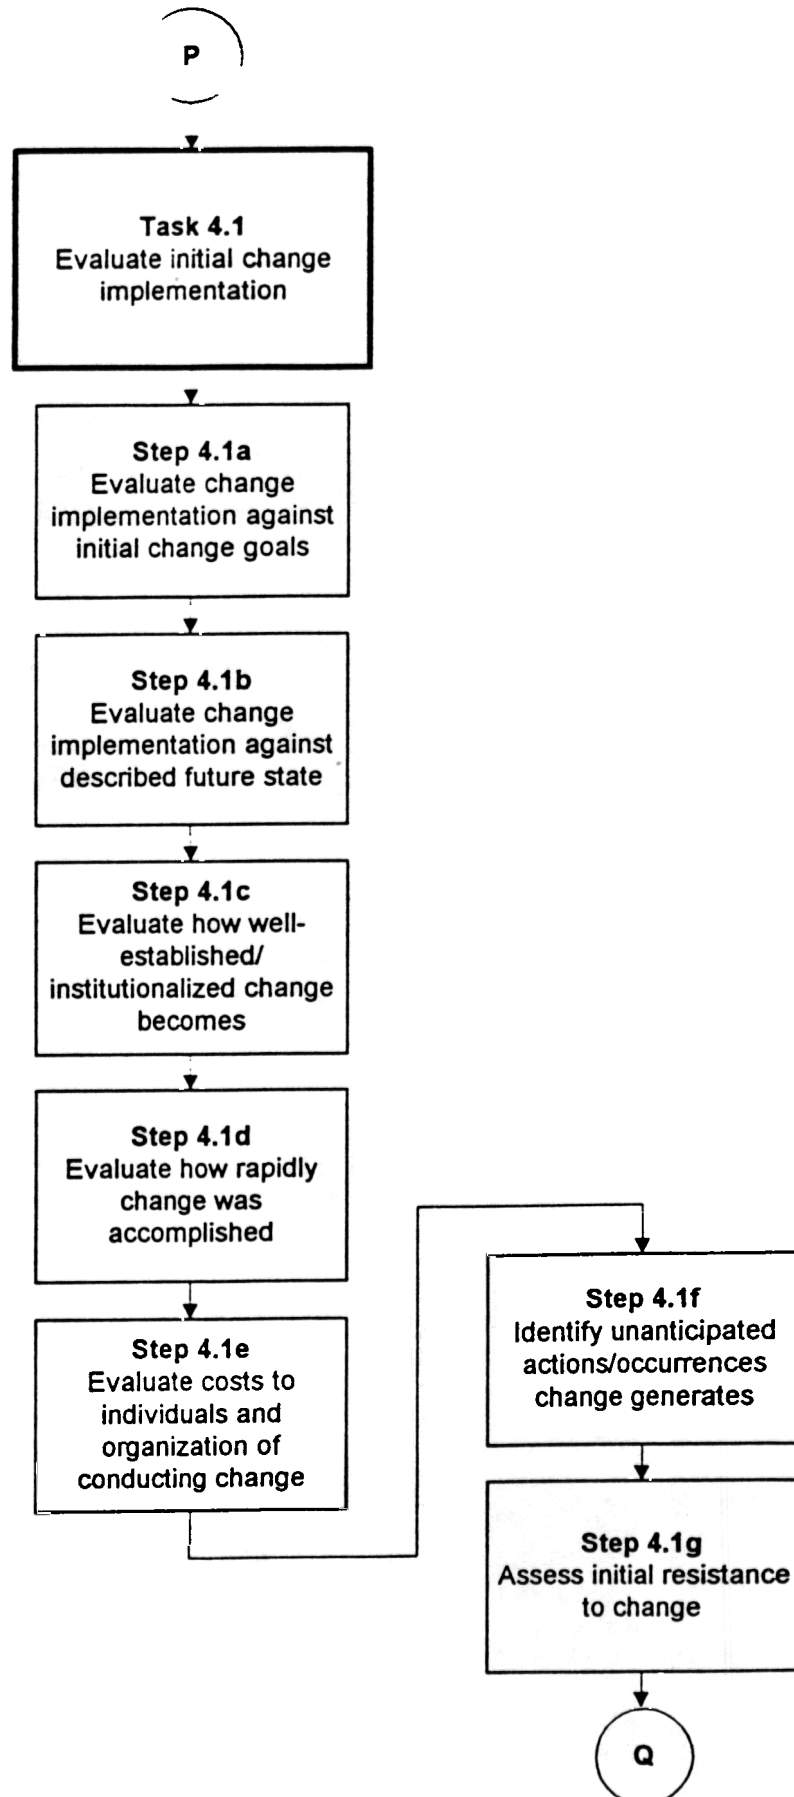 P
Task 4.1
Evaluate initial change
implementation
Step 4.1a
Evaluate change
implementation against
initial change goals
Step 4.1b
Evaluate change
implementation against
described future state
Step 4.1c
Evaluate how well-
established/
institutionalized change
becomes
Step 4.1d
Evaluate how rapidly
change was
accomplished
Step 4.1e
Evaluate costs to
individuals and
organization of
conducting change
Step 4.1f
Identify unanticipated
actions/occurrences
change generates
Step 4.1g
Assess initial resistance
to change
Q